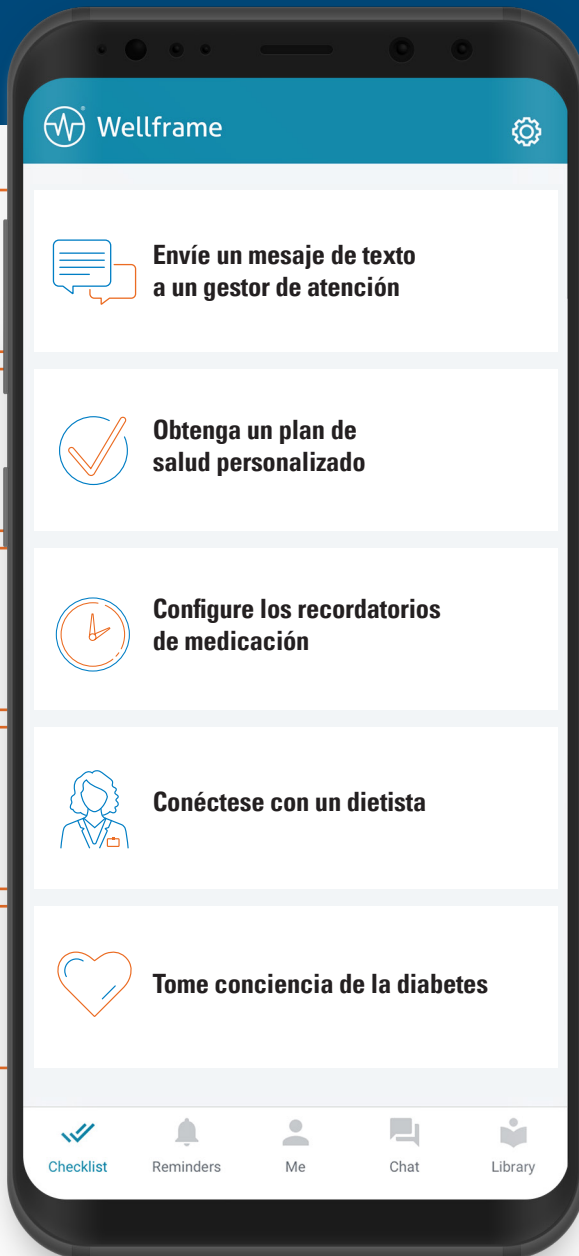 Wellframe
Envíe un mesaje de texto
a un gestor de atención
Obtenga un plan de
salud personalizado
Configure los recordatorios
de medicación
Conéctese con un dietista
Tome conciencia de la diabetes
Checklist Reminders Me Chat Library